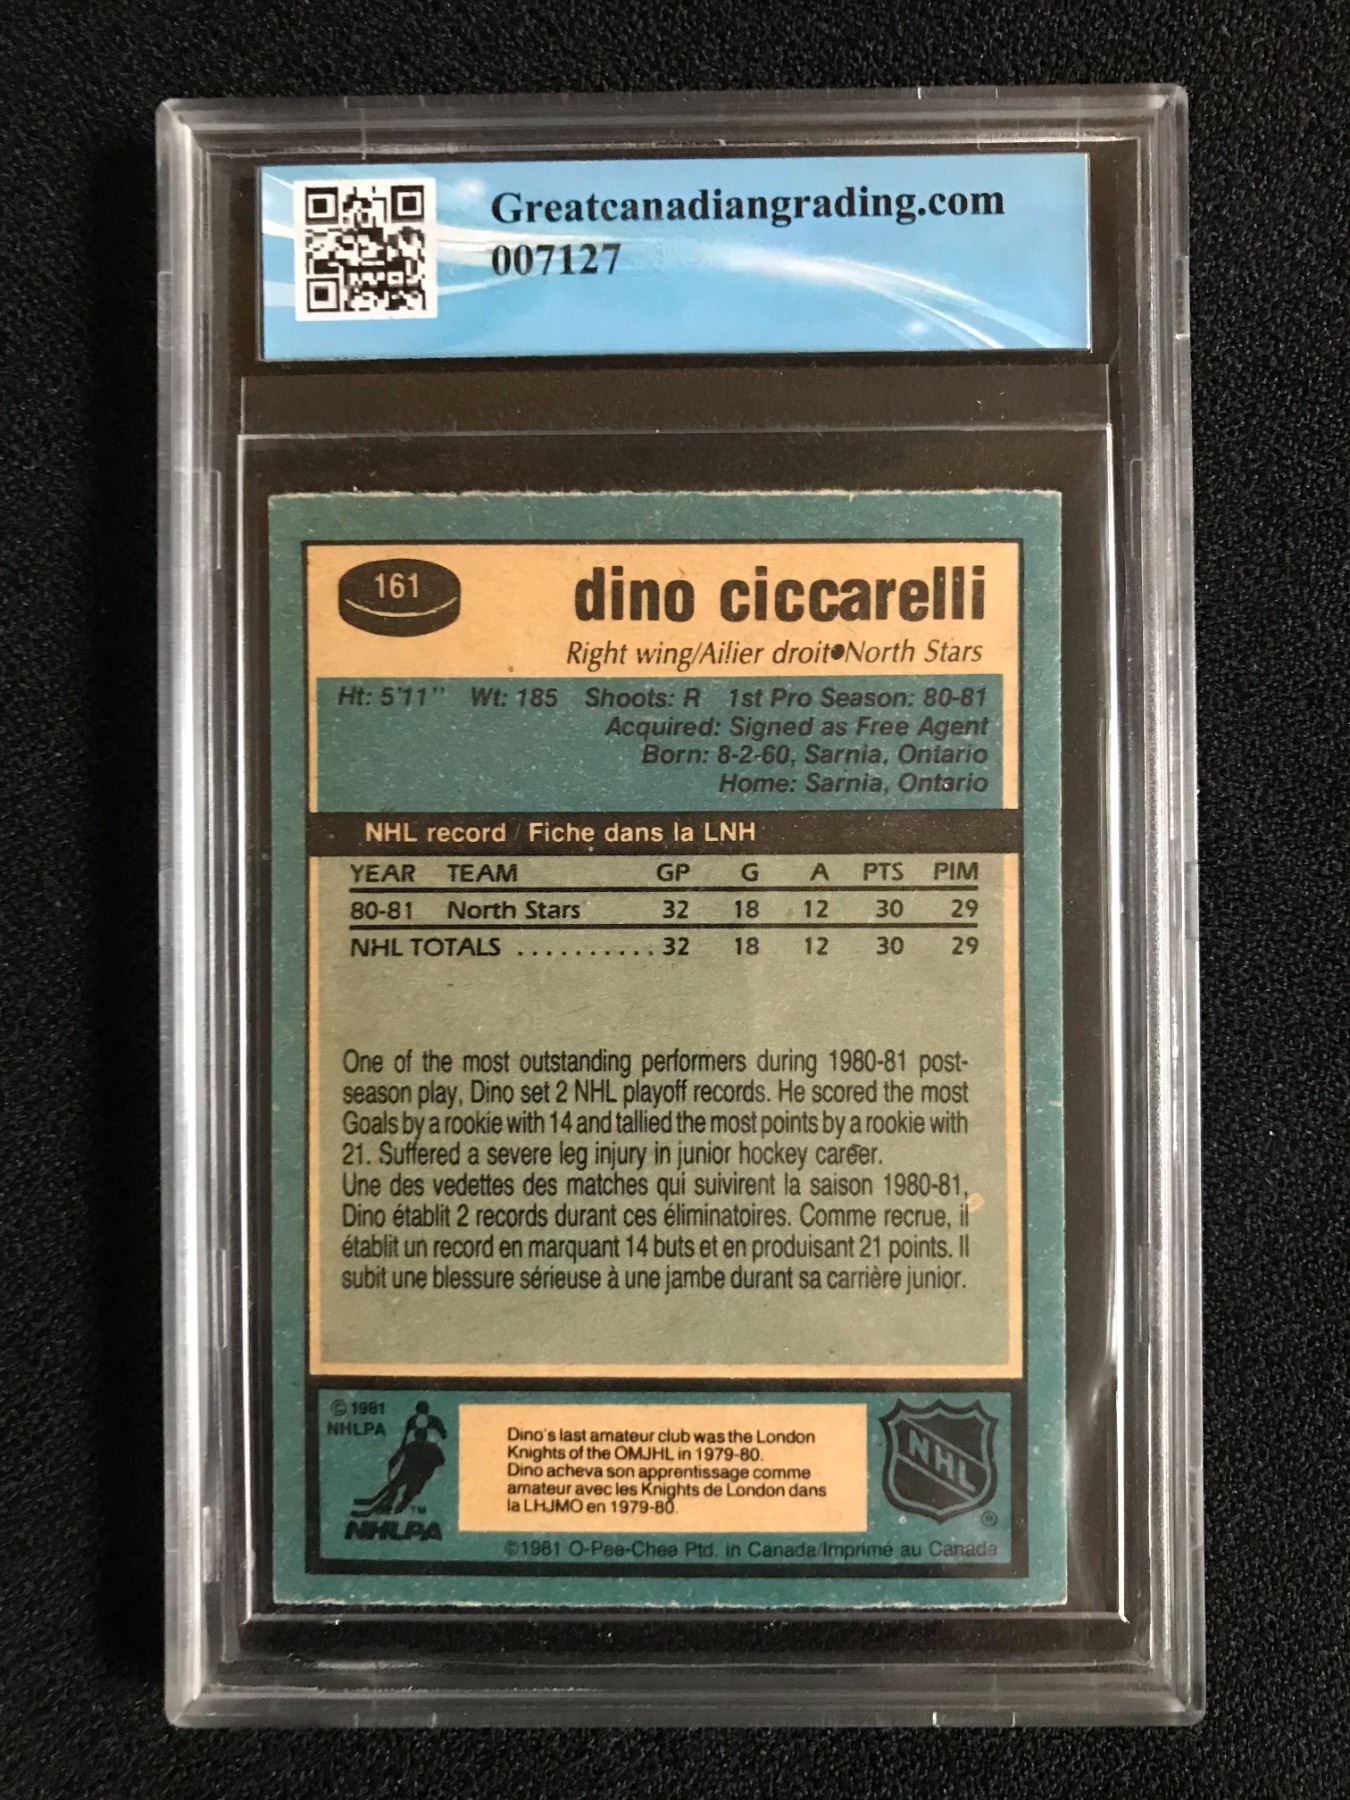 Greatcanadiangrading.com
007127
161
dino ciccarelli
Right wing/Ailier droit●North Stars
Ht: 5'11'' Wt: 185 Shoots: R 1st Pro Season: 80-81
Acquired: Signed as Free Agent
Born: 8-2-60, Sarnia, Ontario
Home: Sarnia, Ontario
NHL record / Fiche dans la LNH
YEAR TEAM GP G A PTS PIM
80-81 North Stars 32 18 12 30 29
NHL TOTALS .......... 32 18 12 30 29
One of the most outstanding performers during 1980-81 post-
season play, Dino set 2 NHL playoff records. He scored the most
Goals by a rookie with 14 and tallied the most points by a rookie with
21. Suffered a severe leg injury in junior hockey career.
Une des vedettes des matches qui suivirent la saison 1980-81,
Dino établit 2 records durant ces éliminatoires. Comme recrue, il
établit un record en marquant 14 buts et en produisant 21 points. Il
subit une blessure sérieuse à une jambe durant sa carrière junior.
© 1981
NHLPA
TM
NHLPA
Dino's last amateur club was the London
Knights of the OMJHL in 1979-80.
Dino acheva son apprentissage comme
amateur avec les Knights de London dans
la LHJMO en 1979-80.
NHL
®
©1981 O-Pee-Chee Ptd. in Canada/Imprimé au Canada